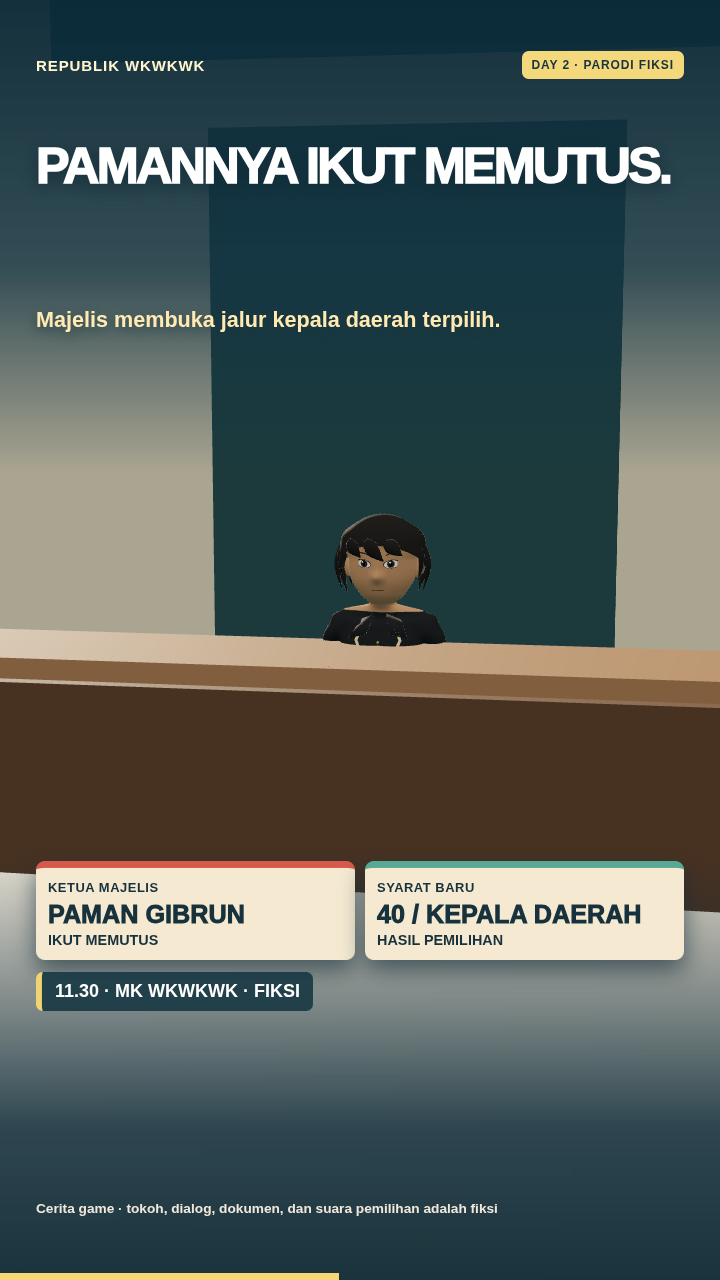 REPUBLIK WKWKWK
DAY 2 · PARODI FIKSI
PAMANNYA IKUT MEMUTUS.
Majelis membuka jalur kepala daerah terpilih.
KETUA MAJELIS
PAMAN GIBRUN
IKUT MEMUTUS
SYARAT BARU
40 / KEPALA DAERAH
HASIL PEMILIHAN
11.30 · MK WKWKWK · FIKSI
Cerita game · tokoh, dialog, dokumen, dan suara pemilihan adalah fiksi